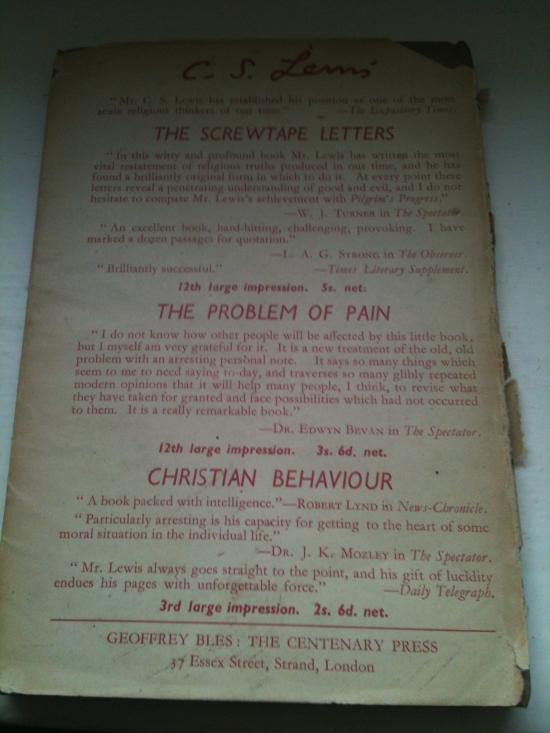 C. S. Lewis
"Mr. C. S. Lewis has established his position as one of the most
acute religious thinkers of our time." —The Expository Times.
THE SCREWTAPE LETTERS
"In this witty and profound book Mr. Lewis has written the most
vital restatement of religious truths produced in our time, and he has
found a brilliantly original form in which to do it. At every point these
letters reveal a penetrating understanding of good and evil, and I do not
hesitate to compare Mr. Lewis's achievement with Pilgrim's Progress."
—W. J. Turner in The Spectator.
"An excellent book, hard-hitting, challenging, provoking. I have
marked a dozen passages for quotation."
—L. A. G. Strong in The Observer.
"Brilliantly successful." —Times Literary Supplement.
12th large impression. 5s. net.
THE PROBLEM OF PAIN
"I do not know how other people will be affected by this little book,
but I myself am very grateful for it. It is a new treatment of the old, old
problem with an arresting personal note. It says so many things which
seem to me to need saying to-day, and traverses so many glibly repeated
modern opinions that it will help many people, I think, to revise what
they have taken for granted and face possibilities which had not occurred
to them. It is a really remarkable book."
—Dr. Edwyn Bevan in The Spectator.
12th large impression. 3s. 6d. net.
CHRISTIAN BEHAVIOUR
"A book packed with intelligence."—Robert Lynd in News-Chronicle.
"Particularly arresting is his capacity for getting to the heart of some
moral situation in the individual life."
—Dr. J. K. Mozley in The Spectator.
"Mr. Lewis always goes straight to the point, and his gift of lucidity
endues his pages with unforgettable force." —Daily Telegraph.
3rd large impression. 2s. 6d. net.
GEOFFREY BLES: THE CENTENARY PRESS
37 Essex Street, Strand, London